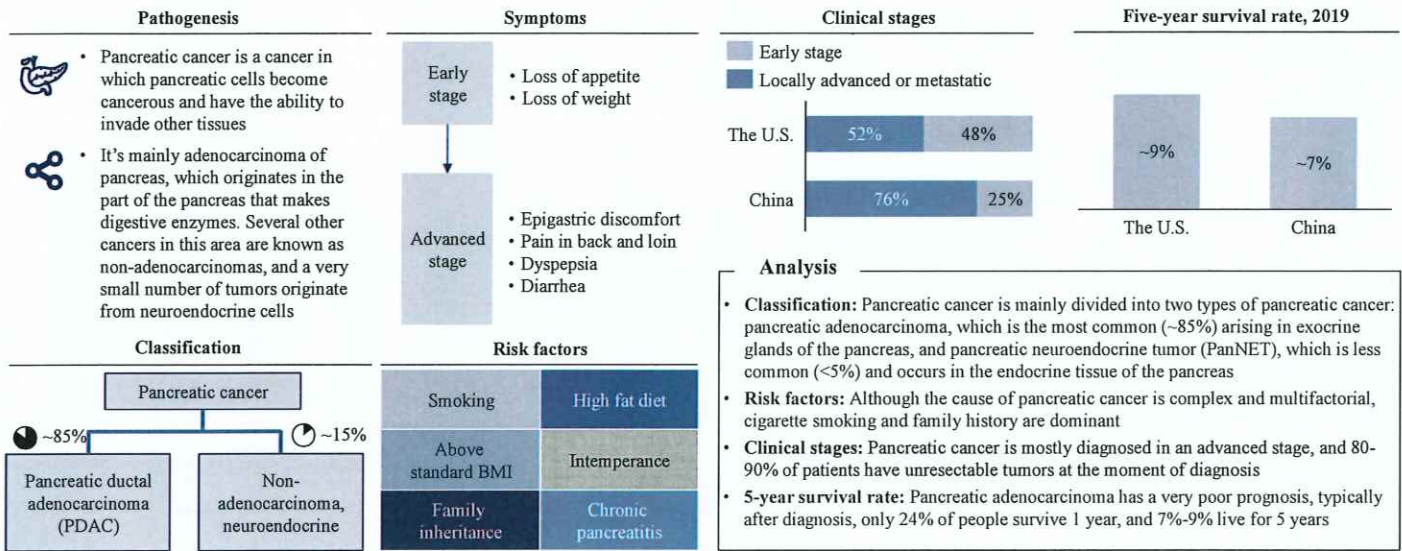 Pathogenesis
• Pancreatic cancer is a cancer in
which pancreatic cells become
cancerous and have the ability to
invade other tissues
• It's mainly adenocarcinoma of
pancreas, which originates in the
part of the pancreas that makes
digestive enzymes. Several other
cancers in this area are known as
non-adenocarcinomas, and a very
small number of tumors originate
from neuroendocrine cells
Symptoms
Early
stage
• Loss of appetite
• Loss of weight
Advanced
stage
• Epigastric discomfort
• Pain in back and loin
• Dyspepsia
• Diarrhea
Clinical stages
Early stage
Locally advanced or metastatic
The U.S.
52%
48%
China
76%
25%
Five-year survival rate, 2019
~9%
~7%
The U.S.
China
Classification
Pancreatic cancer
~85%
~15%
Pancreatic ductal
adenocarcinoma
(PDAC)
Non-
adenocarcinoma,
neuroendocrine
Risk factors
Smoking
High fat diet
Above
standard BMI
Intemperance
Family
inheritance
Chronic
pancreatitis
Analysis
• Classification: Pancreatic cancer is mainly divided into two types of pancreatic cancer:
pancreatic adenocarcinoma, which is the most common (~85%) arising in exocrine
glands of the pancreas, and pancreatic neuroendocrine tumor (PanNET), which is less
common (<5%) and occurs in the endocrine tissue of the pancreas
• Risk factors: Although the cause of pancreatic cancer is complex and multifactorial,
cigarette smoking and family history are dominant
• Clinical stages: Pancreatic cancer is mostly diagnosed in an advanced stage, and 80-
90% of patients have unresectable tumors at the moment of diagnosis
• 5-year survival rate: Pancreatic adenocarcinoma has a very poor prognosis, typically
after diagnosis, only 24% of people survive 1 year, and 7%-9% live for 5 years